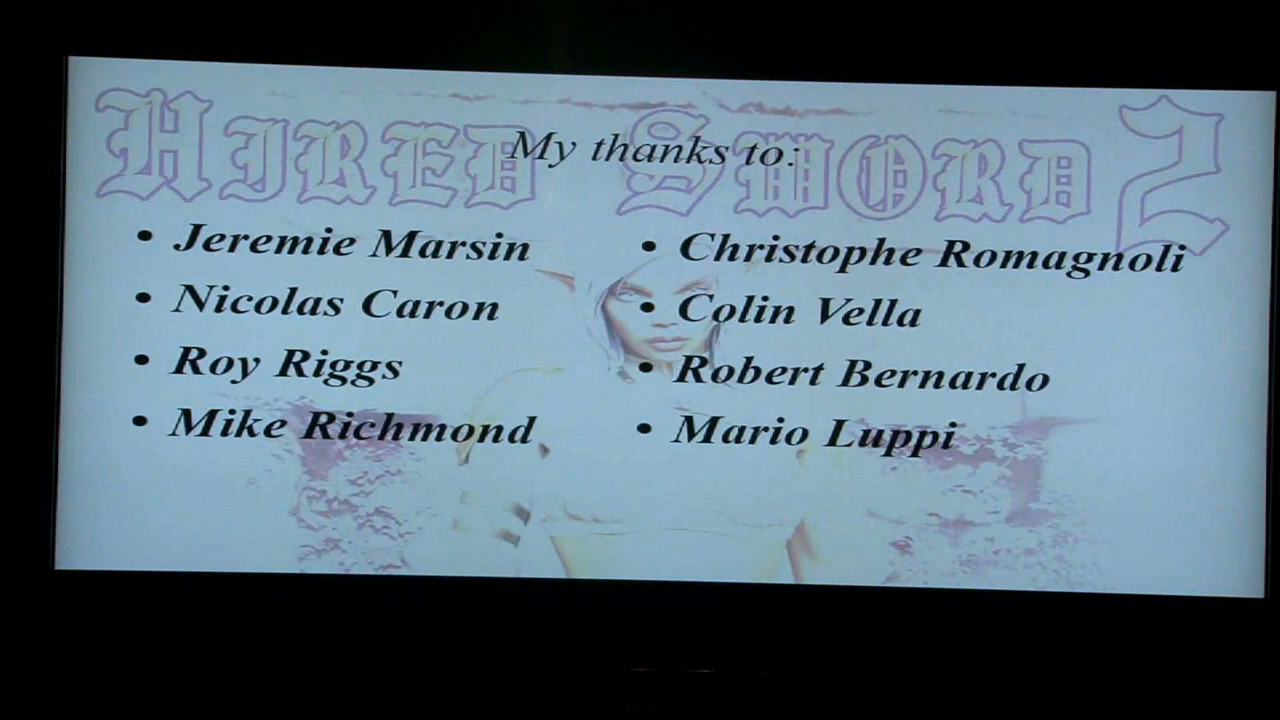 Hired Sword 2
My thanks to:
• Jeremie Marsin
• Nicolas Caron
• Roy Riggs
• Mike Richmond
• Christophe Romagnoli
• Colin Vella
• Robert Bernardo
• Mario Luppi